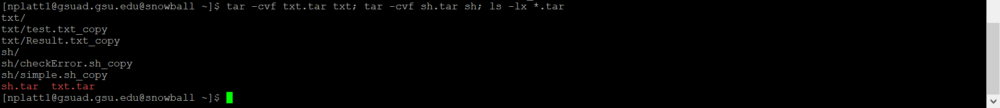 [nplatt1@gsuad.gsu.edu@snowball ~]$ tar -cvf txt.tar txt; tar -cvf sh.tar sh; ls -lx *.tar
txt/
txt/test.txt_copy
txt/Result.txt_copy
sh/
sh/checkError.sh_copy
sh/simple.sh_copy
sh.tar  txt.tar
[nplatt1@gsuad.gsu.edu@snowball ~]$